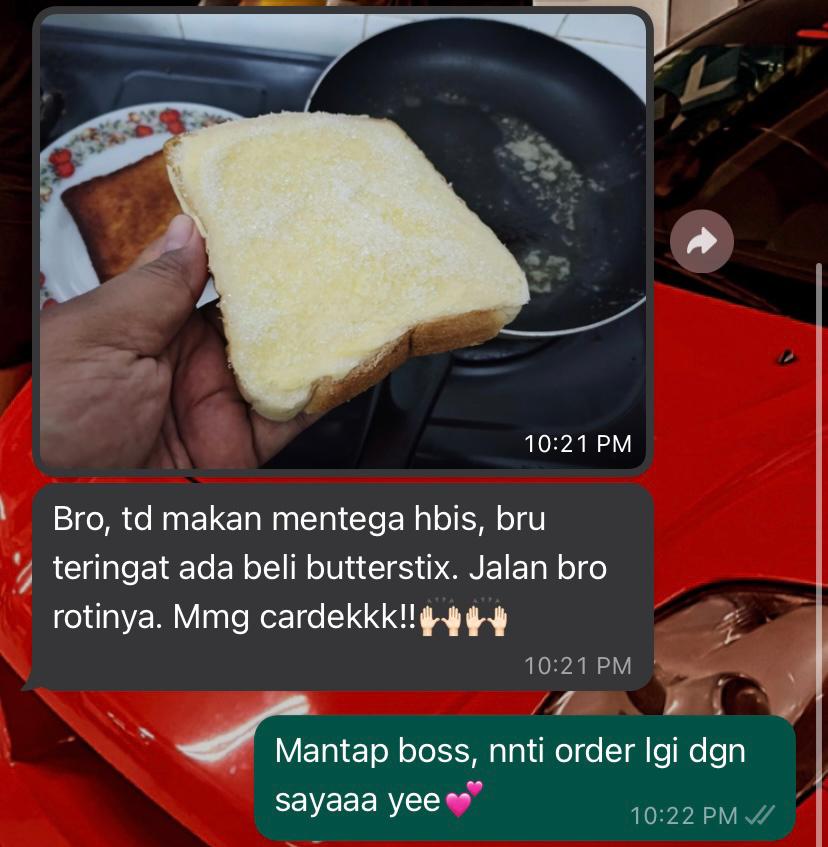 10:21 PM
Bro, td makan mentega hbis, bru
teringat ada beli butterstix. Jalan bro
rotinya. Mmg cardekkk!!🙌🏻🙌🏻
10:21 PM
Mantap boss, nnti order lgi dgn
sayaaa yee💕
10:22 PM